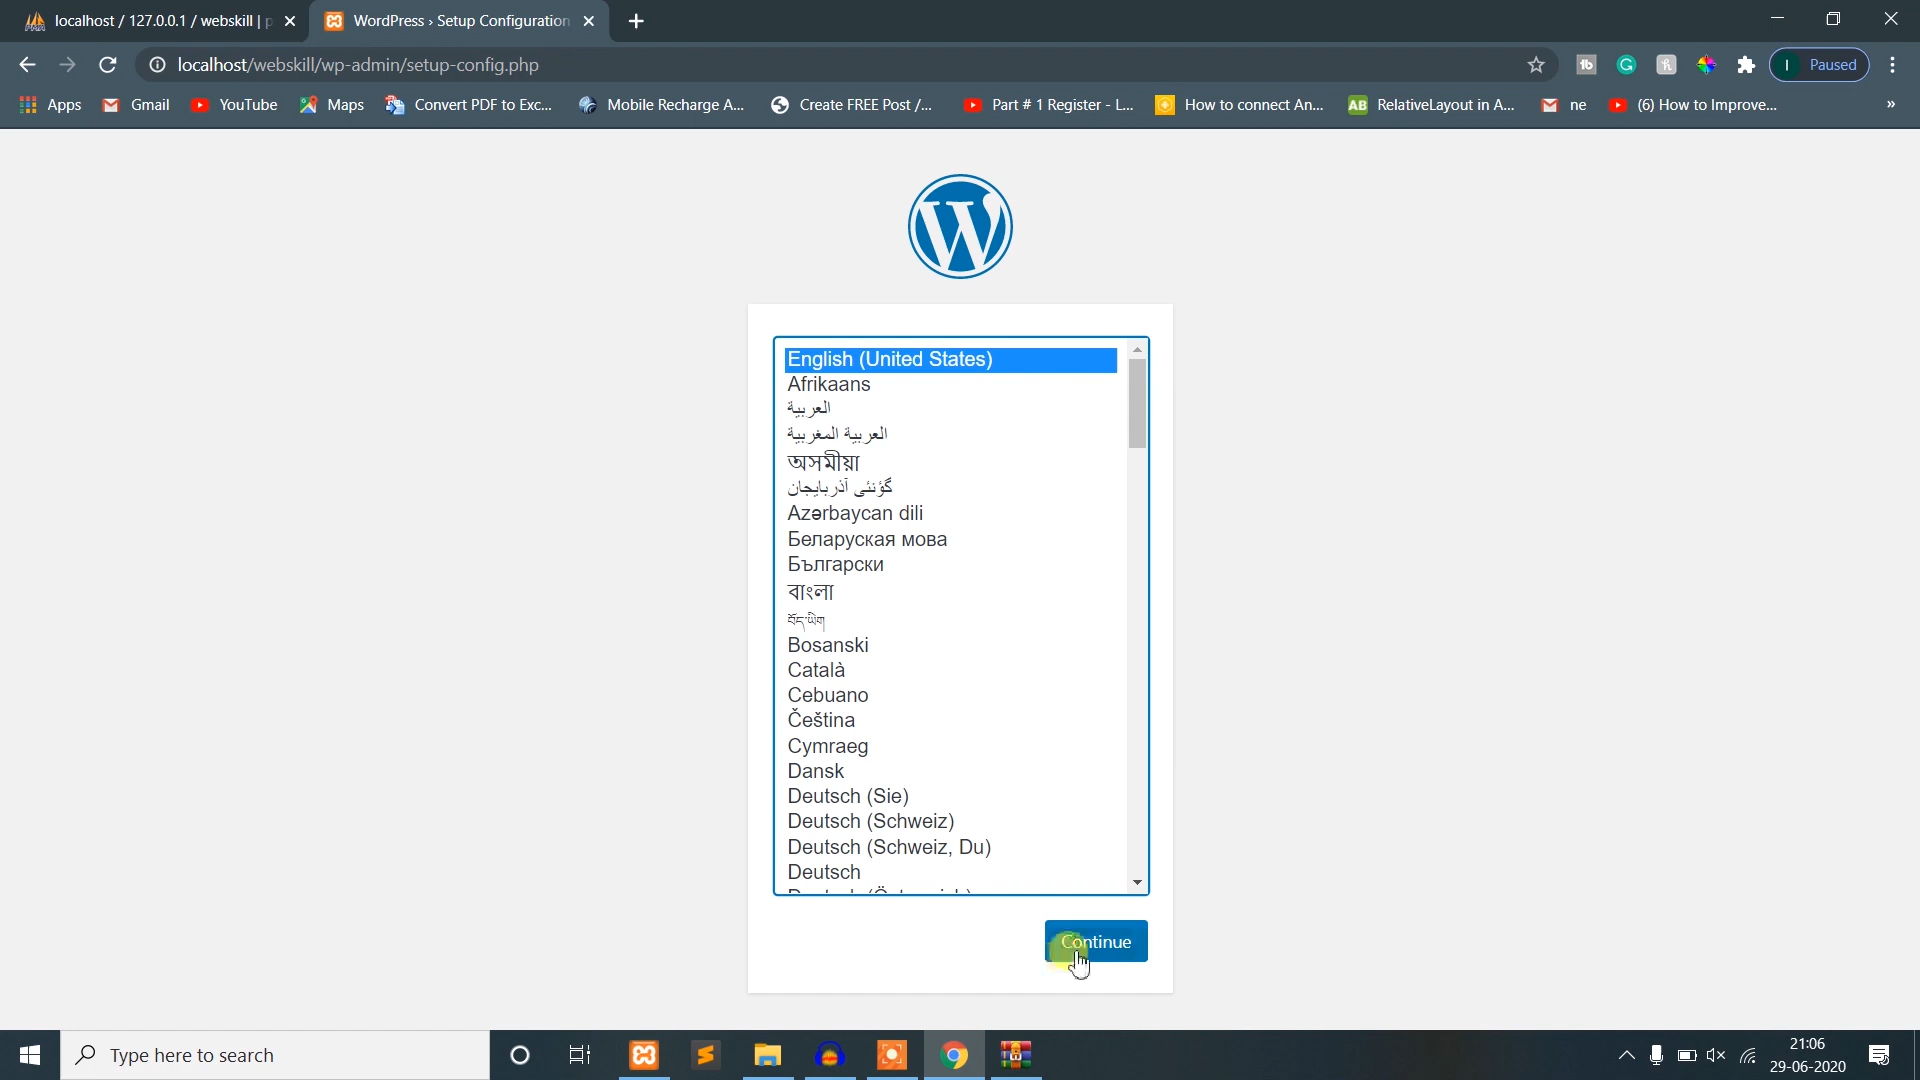 localhost / 127.0.0.1 / webskill | p
WordPress › Setup Configuration
localhost/webskill/wp-admin/setup-config.php
Paused
Apps Gmail YouTube Maps Convert PDF to Exc... Mobile Recharge A... Create FREE Post /... Part # 1 Register - L... How to connect An... RelativeLayout in A... ne (6) How to Improve... »
English (United States)
Afrikaans
العربية
العربية المغربية
অসমীয়া
گؤنئی آذربایجان
Azərbaycan dili
Беларуская мова
Български
বাংলা
བོད་ཡིག
Bosanski
Català
Cebuano
Čeština
Cymraeg
Dansk
Deutsch (Sie)
Deutsch (Schweiz)
Deutsch (Schweiz, Du)
Deutsch
Continue
Type here to search
21:06
29-06-2020